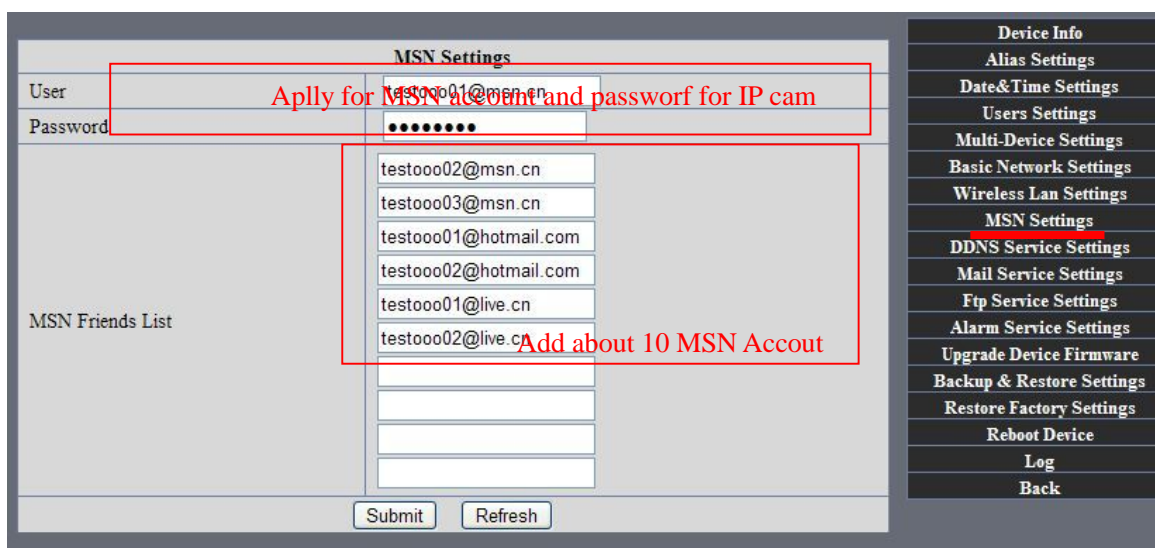 MSN Settings
User
testooo01@msn.cn
Aplly for MSN account and passworf for IP cam
Password
●●●●●●●●
MSN Friends List
testooo02@msn.cn
testooo03@msn.cn
testooo01@hotmail.com
testooo02@hotmail.com
testooo01@live.cn
testooo02@live.cn
Add about 10 MSN Accout
Submit Refresh
Device Info
Alias Settings
Date&Time Settings
Users Settings
Multi-Device Settings
Basic Network Settings
Wireless Lan Settings
MSN Settings
DDNS Service Settings
Mail Service Settings
Ftp Service Settings
Alarm Service Settings
Upgrade Device Firmware
Backup & Restore Settings
Restore Factory Settings
Reboot Device
Log
Back